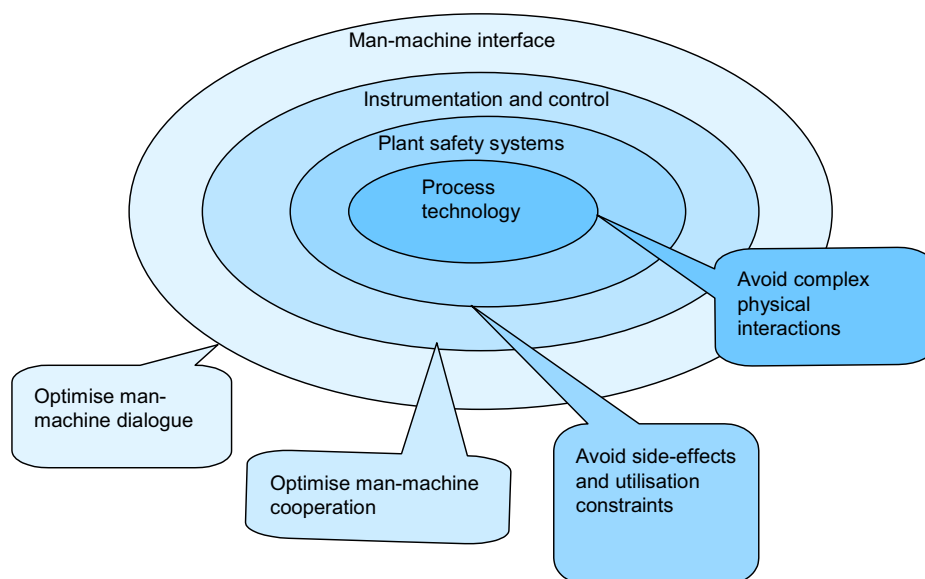 Man-machine interface
Instrumentation and control
Plant safety systems
Process
technology
Avoid complex
physical
interactions
Optimise man-
machine dialogue
Optimise man-machine
cooperation
Avoid side-effects
and utilisation
constraints